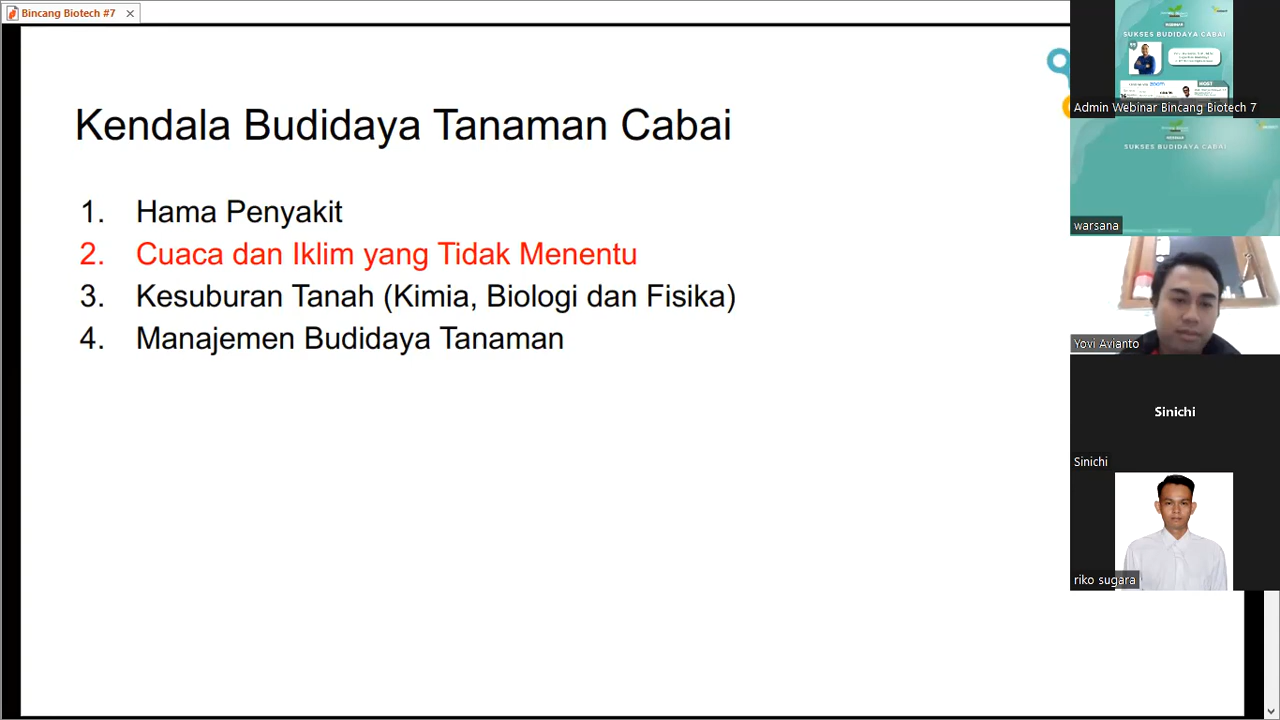 Bincang Biotech #7
Kendala Budidaya Tanaman Cabai
1. Hama Penyakit
2. Cuaca dan Iklim yang Tidak Menentu
3. Kesuburan Tanah (Kimia, Biologi dan Fisika)
4. Manajemen Budidaya Tanaman
SUKSES BUDIDAYA CABAI
Admin Webinar Bincang Biotech 7
SUKSES BUDIDAYA CABAI
warsana
Yovi Avianto
Sinichi
Sinichi
riko sugara